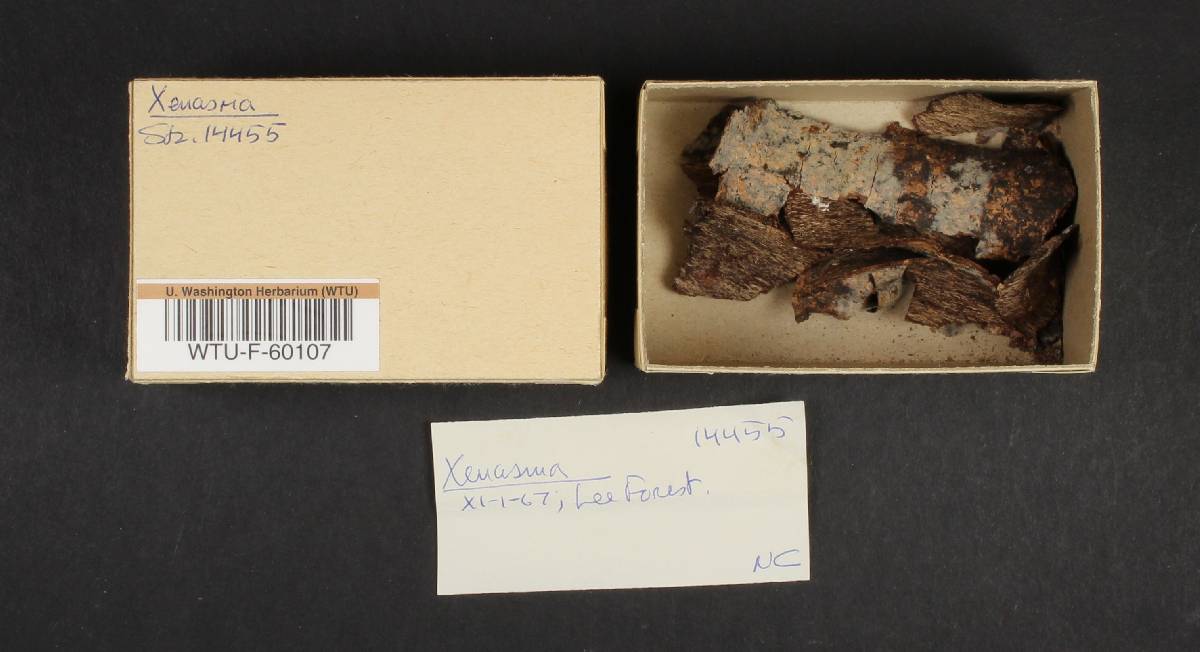 Xenasma
Stz. 14455
U. Washington Herbarium (WTU)
WTU-F-60107
14455
Xenasma
XI-1-67; Lee Forest.
NC